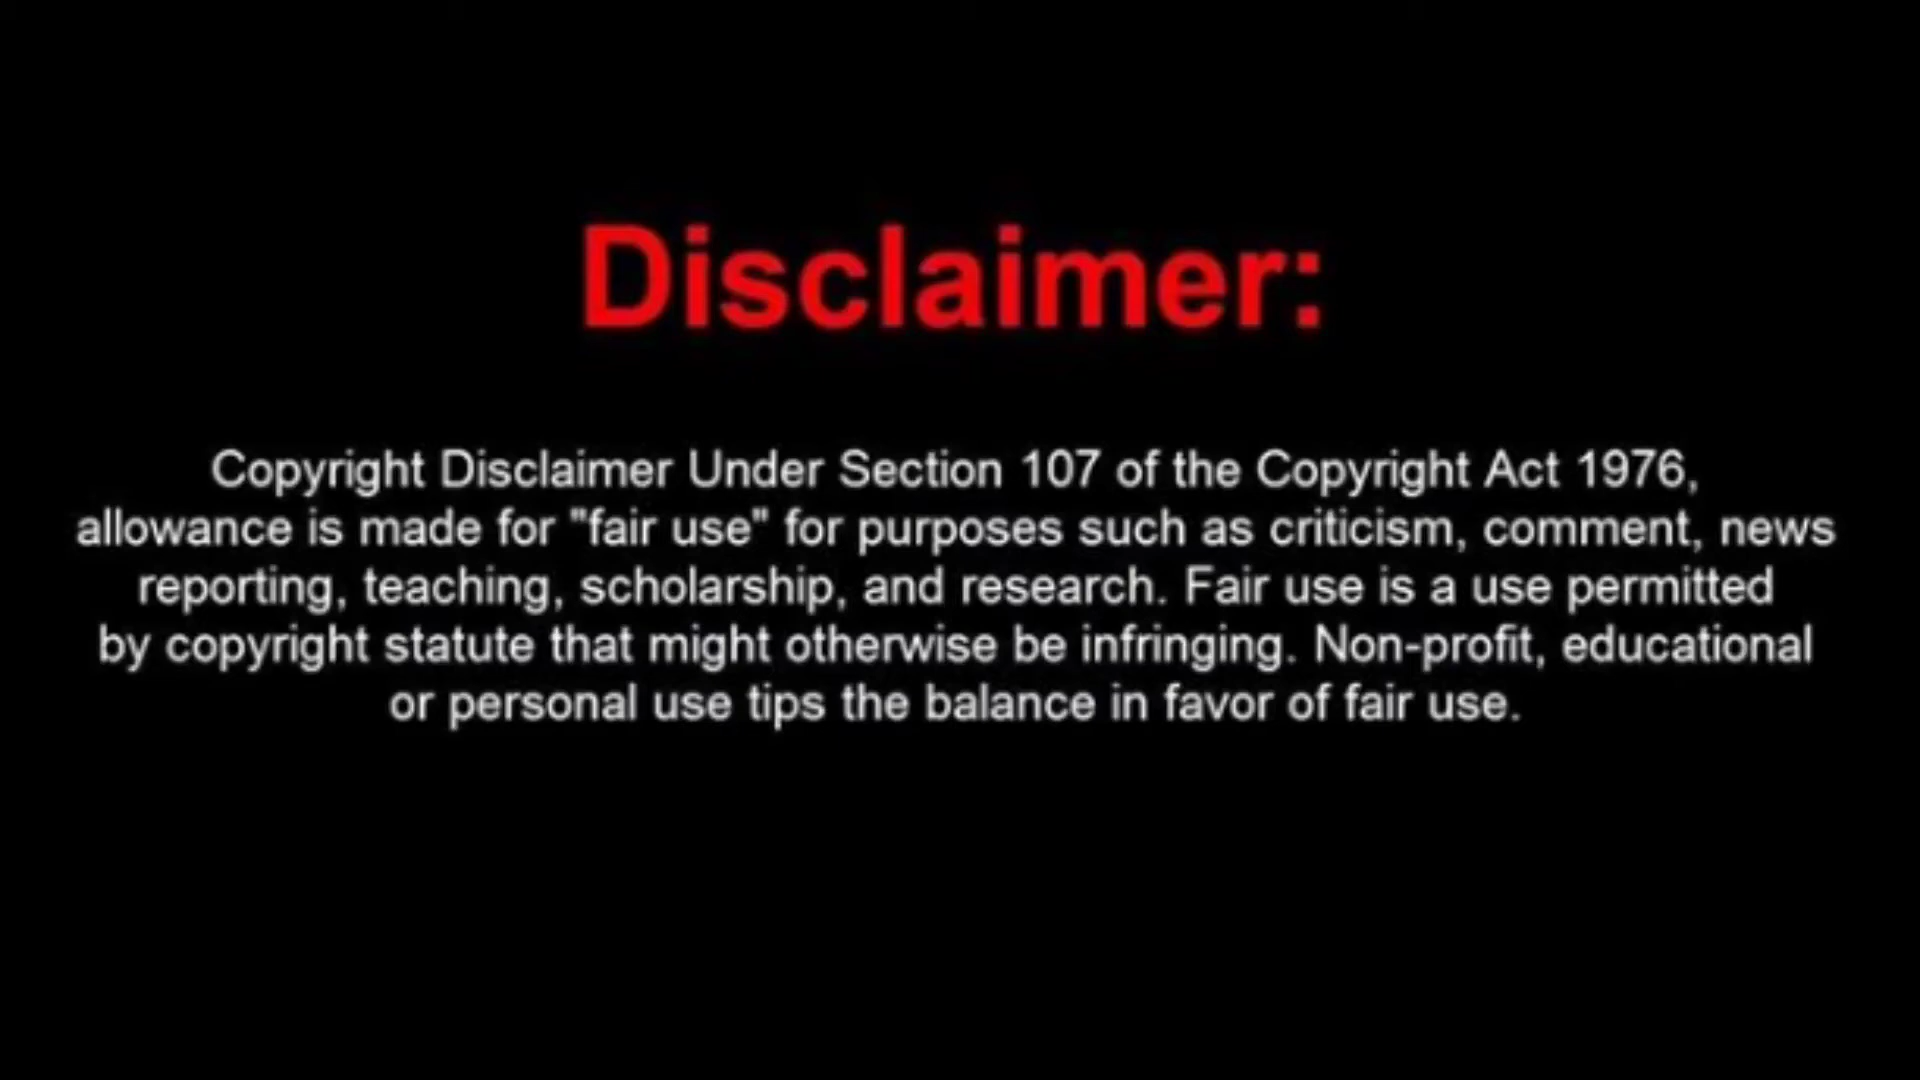 Disclaimer:
Copyright Disclaimer Under Section 107 of the Copyright Act 1976,
allowance is made for "fair use" for purposes such as criticism, comment, news
reporting, teaching, scholarship, and research. Fair use is a use permitted
by copyright statute that might otherwise be infringing. Non-profit, educational
or personal use tips the balance in favor of fair use.